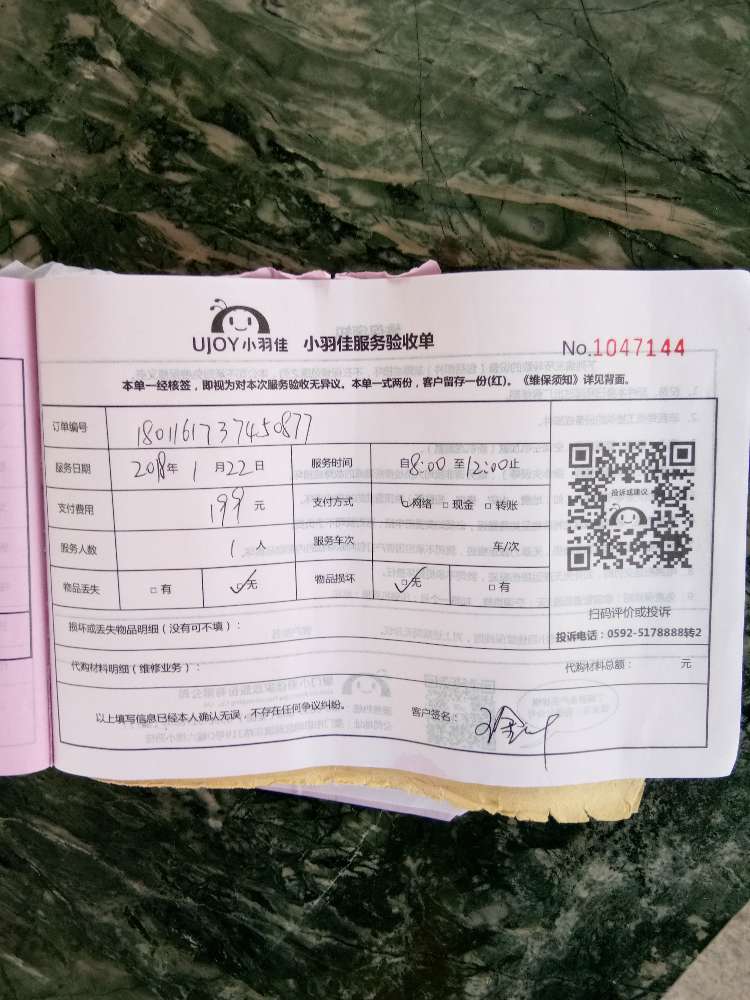 UJOY小羽佳 小羽佳服务验收单 No.1047144
本单一经核签，即视为对本次服务验收无异议。本单一式两份，客户留存一份(红)。《维保须知》详见背面。
订单编号 1801161737450877
服务日期 2018年1月22日 服务时间 自8:00至12:00止
投诉或建议
支付费用 199元 支付方式 ☑网络 □现金 □转账
服务人数 1人 服务车次 车/次
物品丢失 □有 ☑无 物品损坏 ☑无 □有
扫码评价或投诉
投诉电话：0592-5178888转2
损坏或丢失物品明细（没有可不填）：
代购材料明细（维修业务）： 代购材料总额： 元
以上填写信息已经本人确认无误，不存在任何争议纠纷。 客户签名：